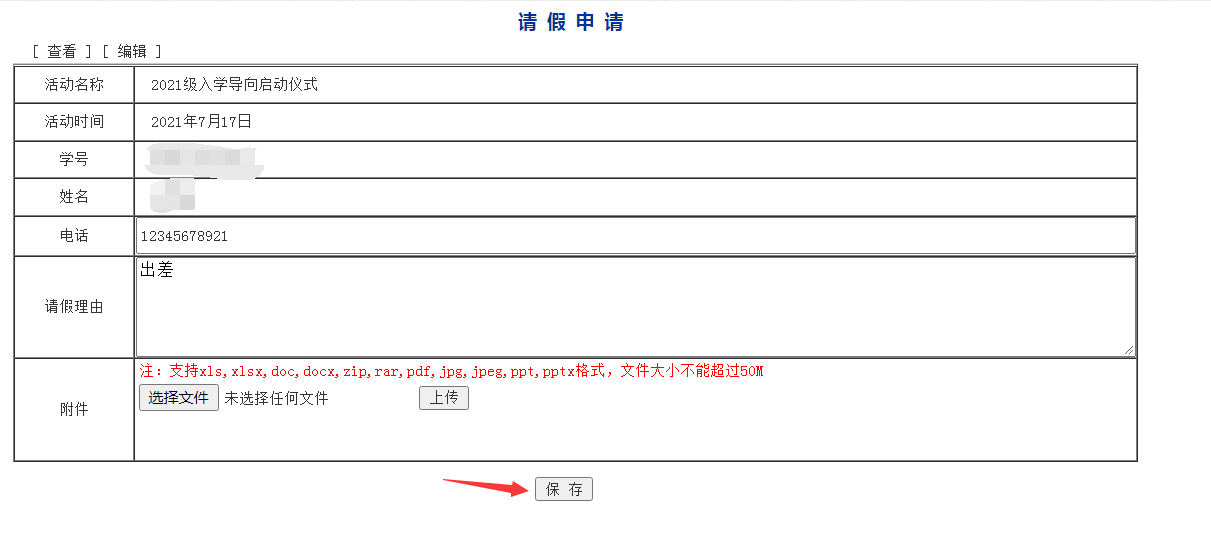 请 假 申 请
[ 查看 ] [ 编辑 ]
活动名称 2021级入学导向启动仪式
活动时间 2021年7月17日
学号
姓名
电话 12345678921
请假理由 出差
注：支持xls,xlsx,doc,docx,zip,rar,pdf,jpg,jpeg,ppt,pptx格式，文件大小不能超过50M
附件 选择文件 未选择任何文件 上传
保 存